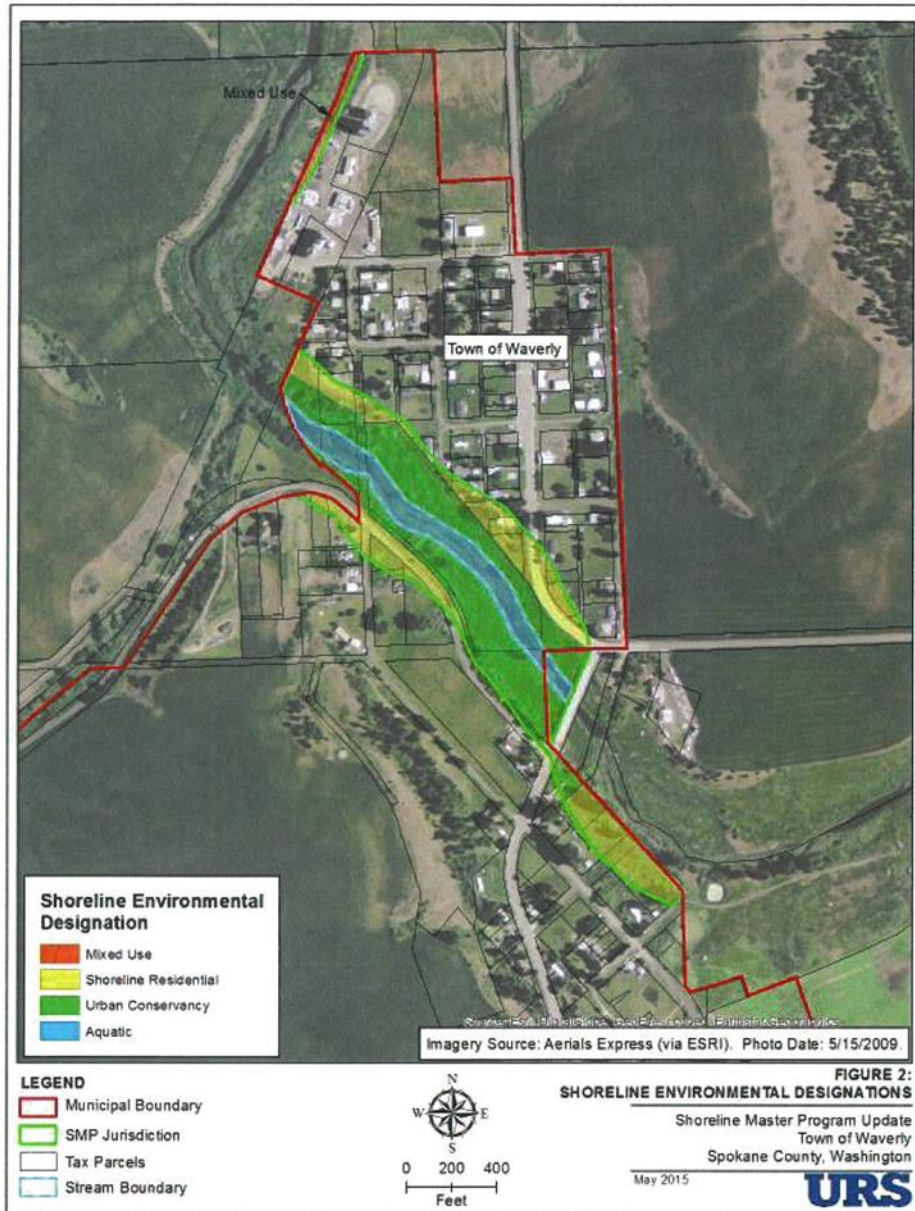 Mixed Use
Town of Waverly
Shoreline Environmental
Designation
Mixed Use
Shoreline Residential
Urban Conservancy
Aquatic
Source: Esri,
Imagery Source: Aerials Express (via ESRI). Photo Date: 5/15/2009.
LEGEND
Municipal Boundary
SMP Jurisdiction
Tax Parcels
Stream Boundary
N
W E
S
0 200 400
Feet
FIGURE 2:
SHORELINE ENVIRONMENTAL DESIGNATIONS
Shoreline Master Program Update
Town of Waverly
Spokane County, Washington
May 2015
URS